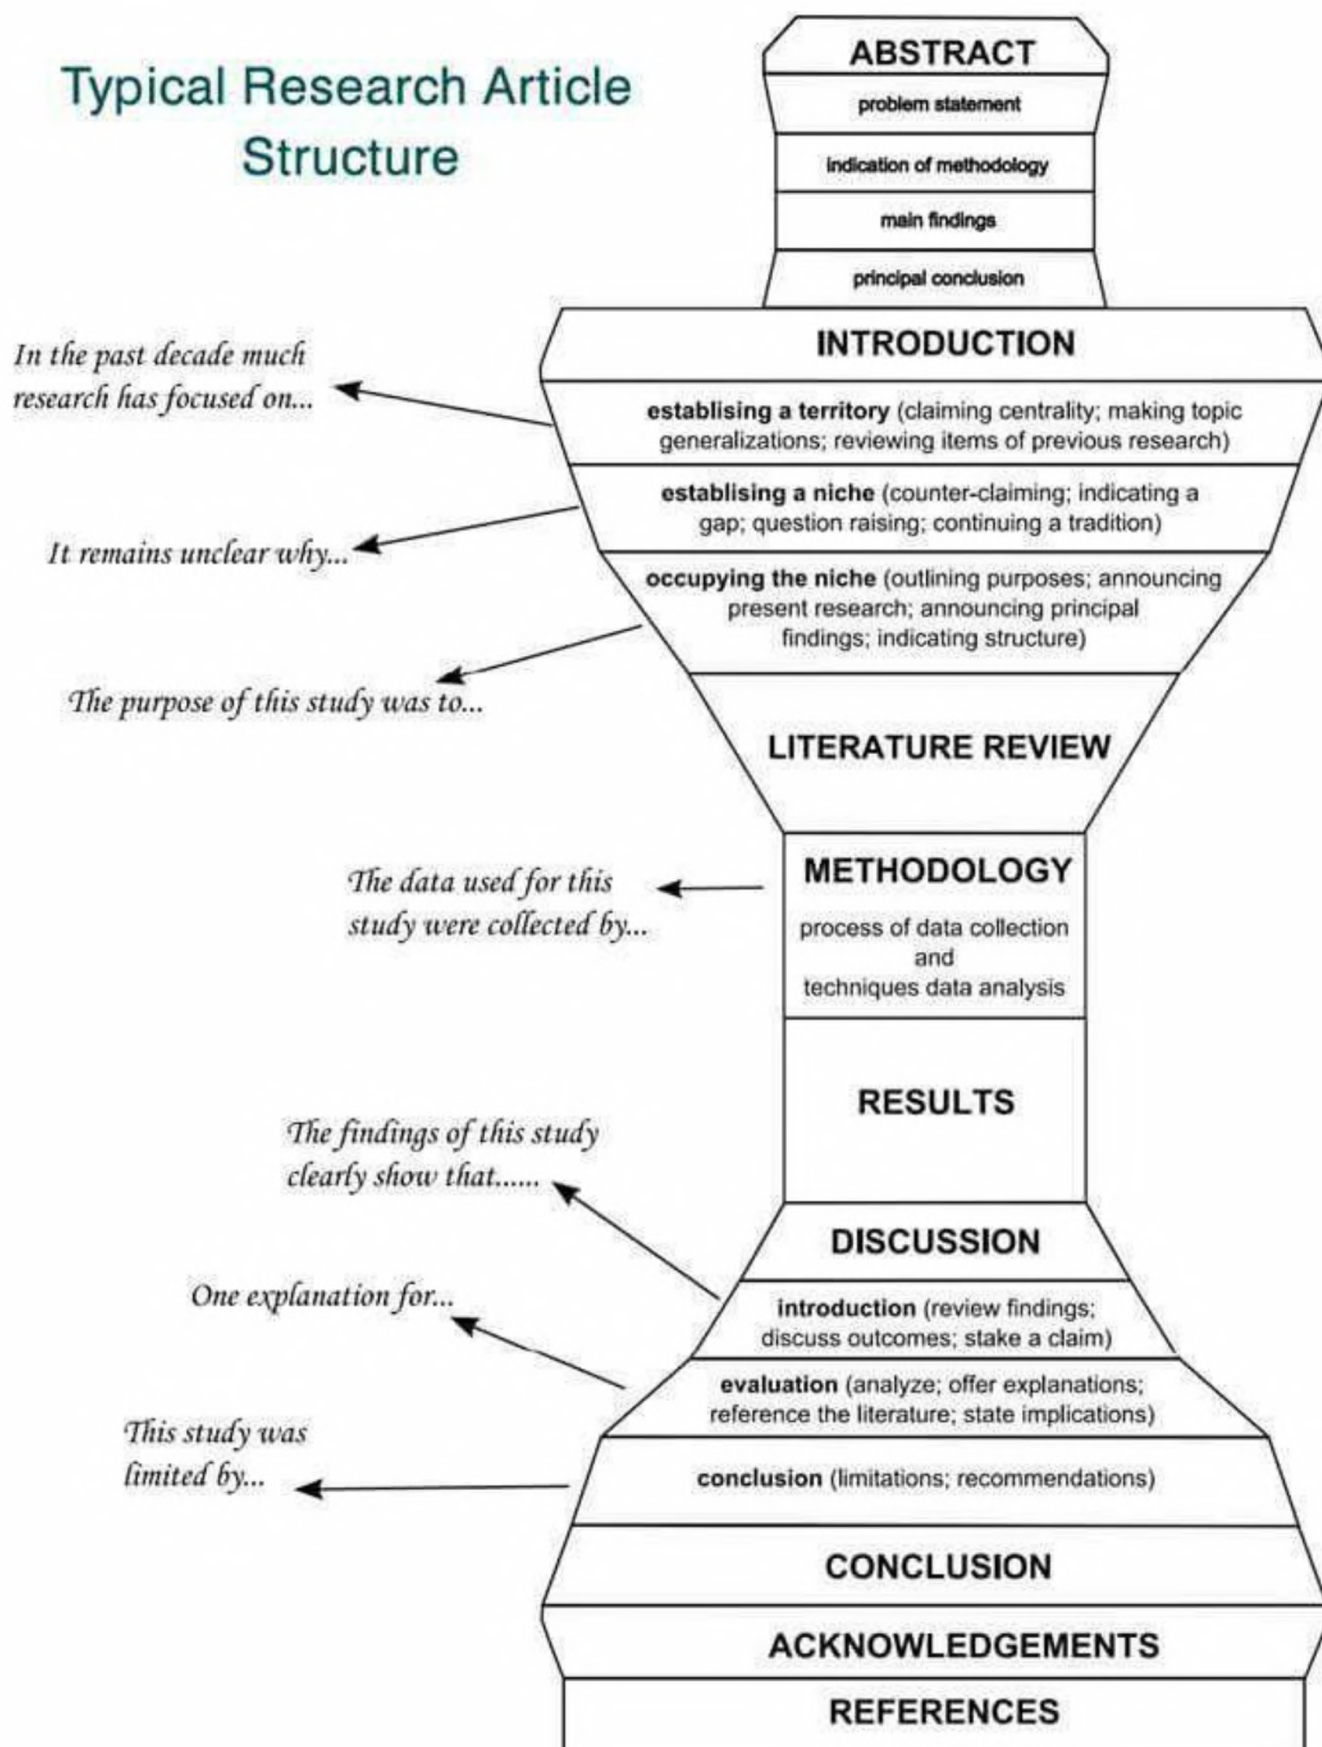 Typical Research Article
Structure
ABSTRACT
problem statement
indication of methodology
main findings
principal conclusion
INTRODUCTION
In the past decade much
research has focused on...
establising a territory (claiming centrality; making topic
generalizations; reviewing items of previous research)
establising a niche (counter-claiming; indicating a
gap; question raising; continuing a tradition)
It remains unclear why...
occupying the niche (outlining purposes; announcing
present research; announcing principal
findings; indicating structure)
The purpose of this study was to...
LITERATURE REVIEW
METHODOLOGY
The data used for this
study were collected by...
process of data collection
and
techniques data analysis
RESULTS
The findings of this study
clearly show that......
DISCUSSION
introduction (review findings;
discuss outcomes; stake a claim)
One explanation for...
evaluation (analyze; offer explanations;
reference the literature; state implications)
This study was
limited by...
conclusion (limitations; recommendations)
CONCLUSION
ACKNOWLEDGEMENTS
REFERENCES